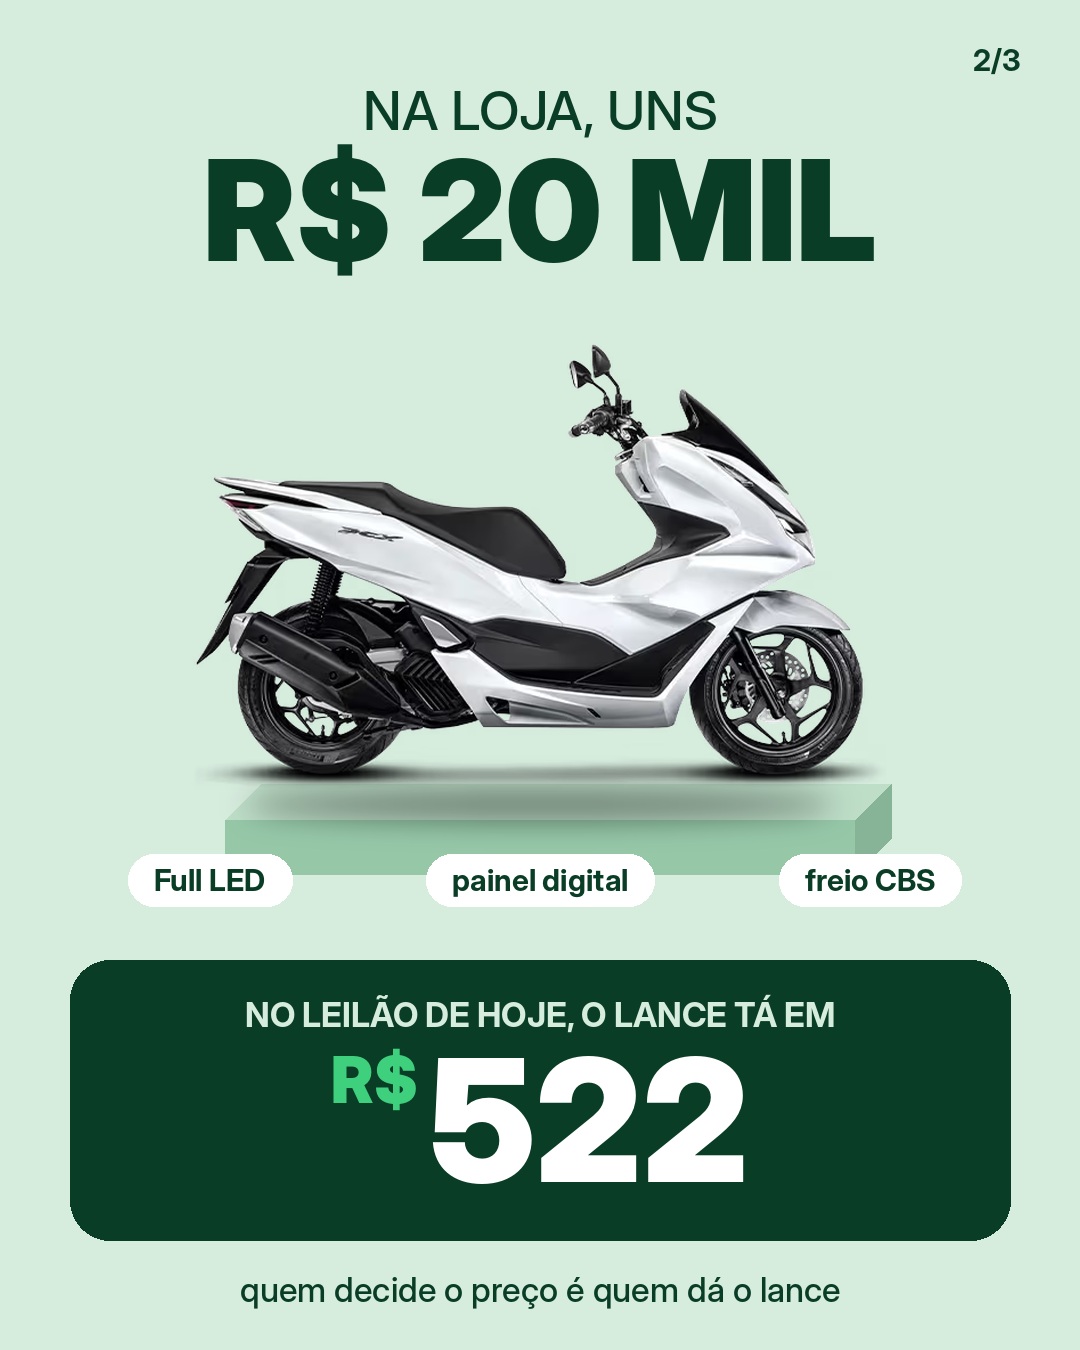 2/3
NA LOJA, UNS
R$ 20 MIL
PCX
Full LED
painel digital
freio CBS
NO LEILÃO DE HOJE, O LANCE TÁ EM
R$ 522
quem decide o preço é quem dá o lance